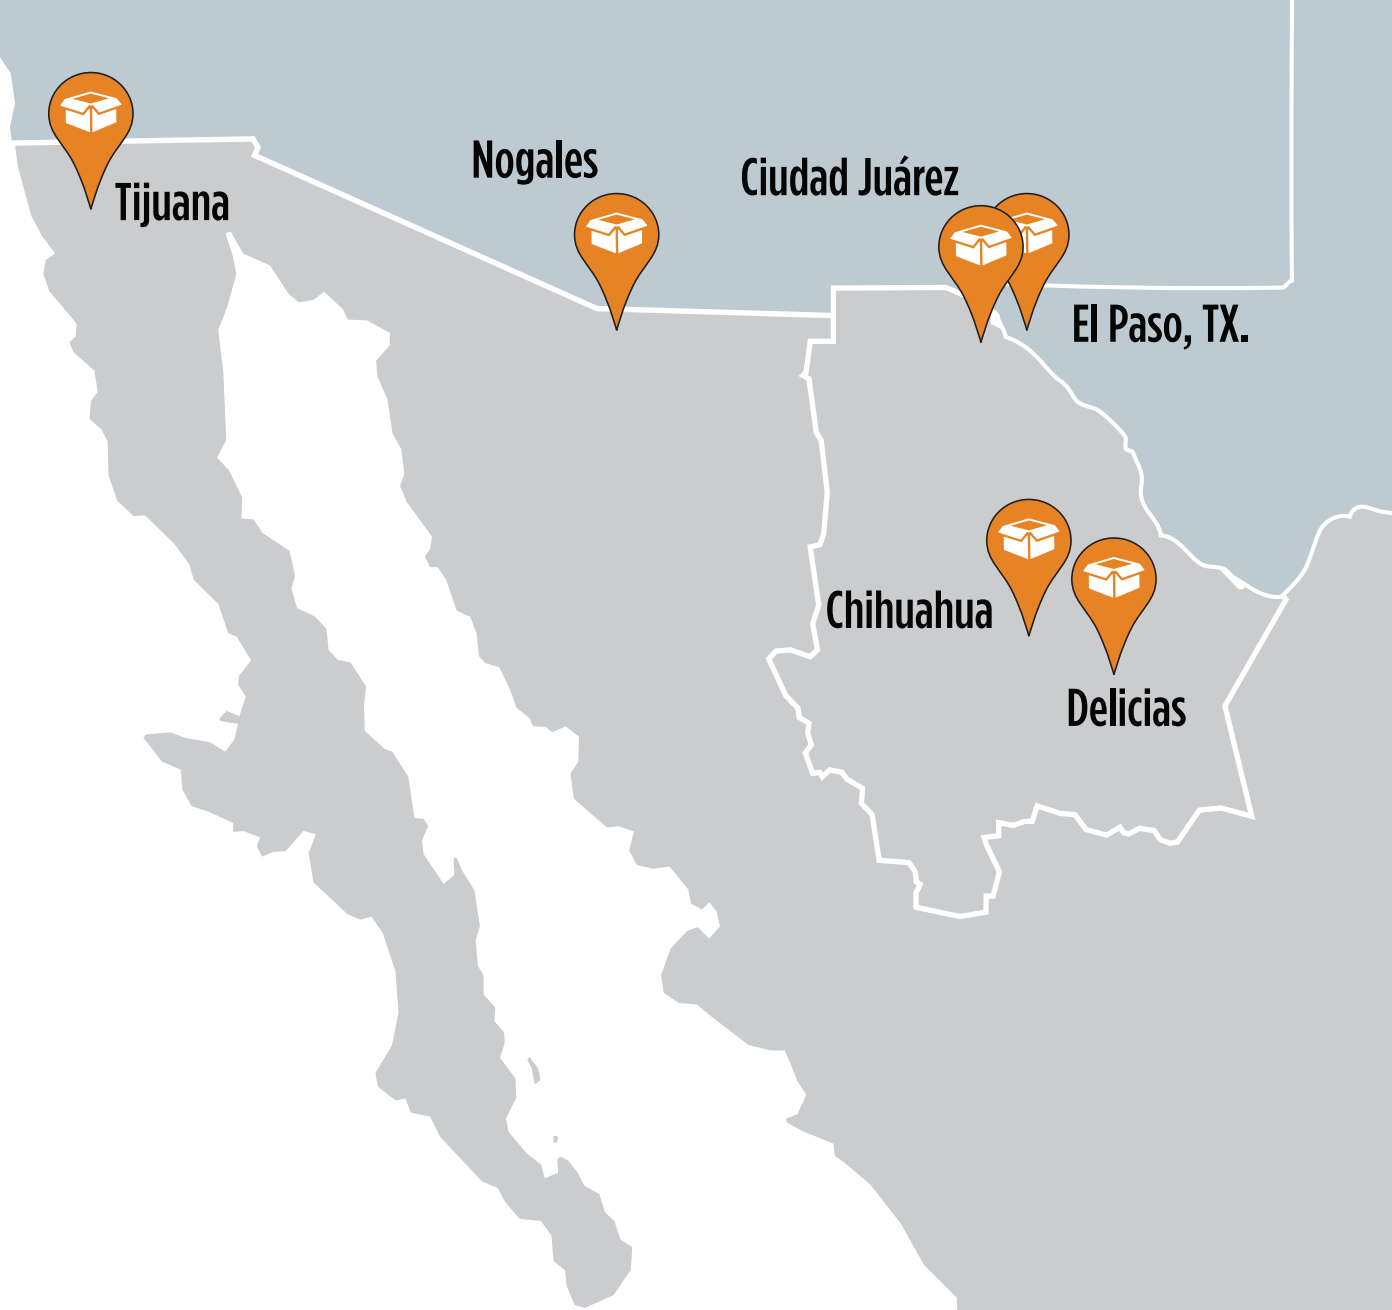 Nogales
Ciudad Juárez
Tijuana
El Paso, TX.
Chihuahua
Delicias